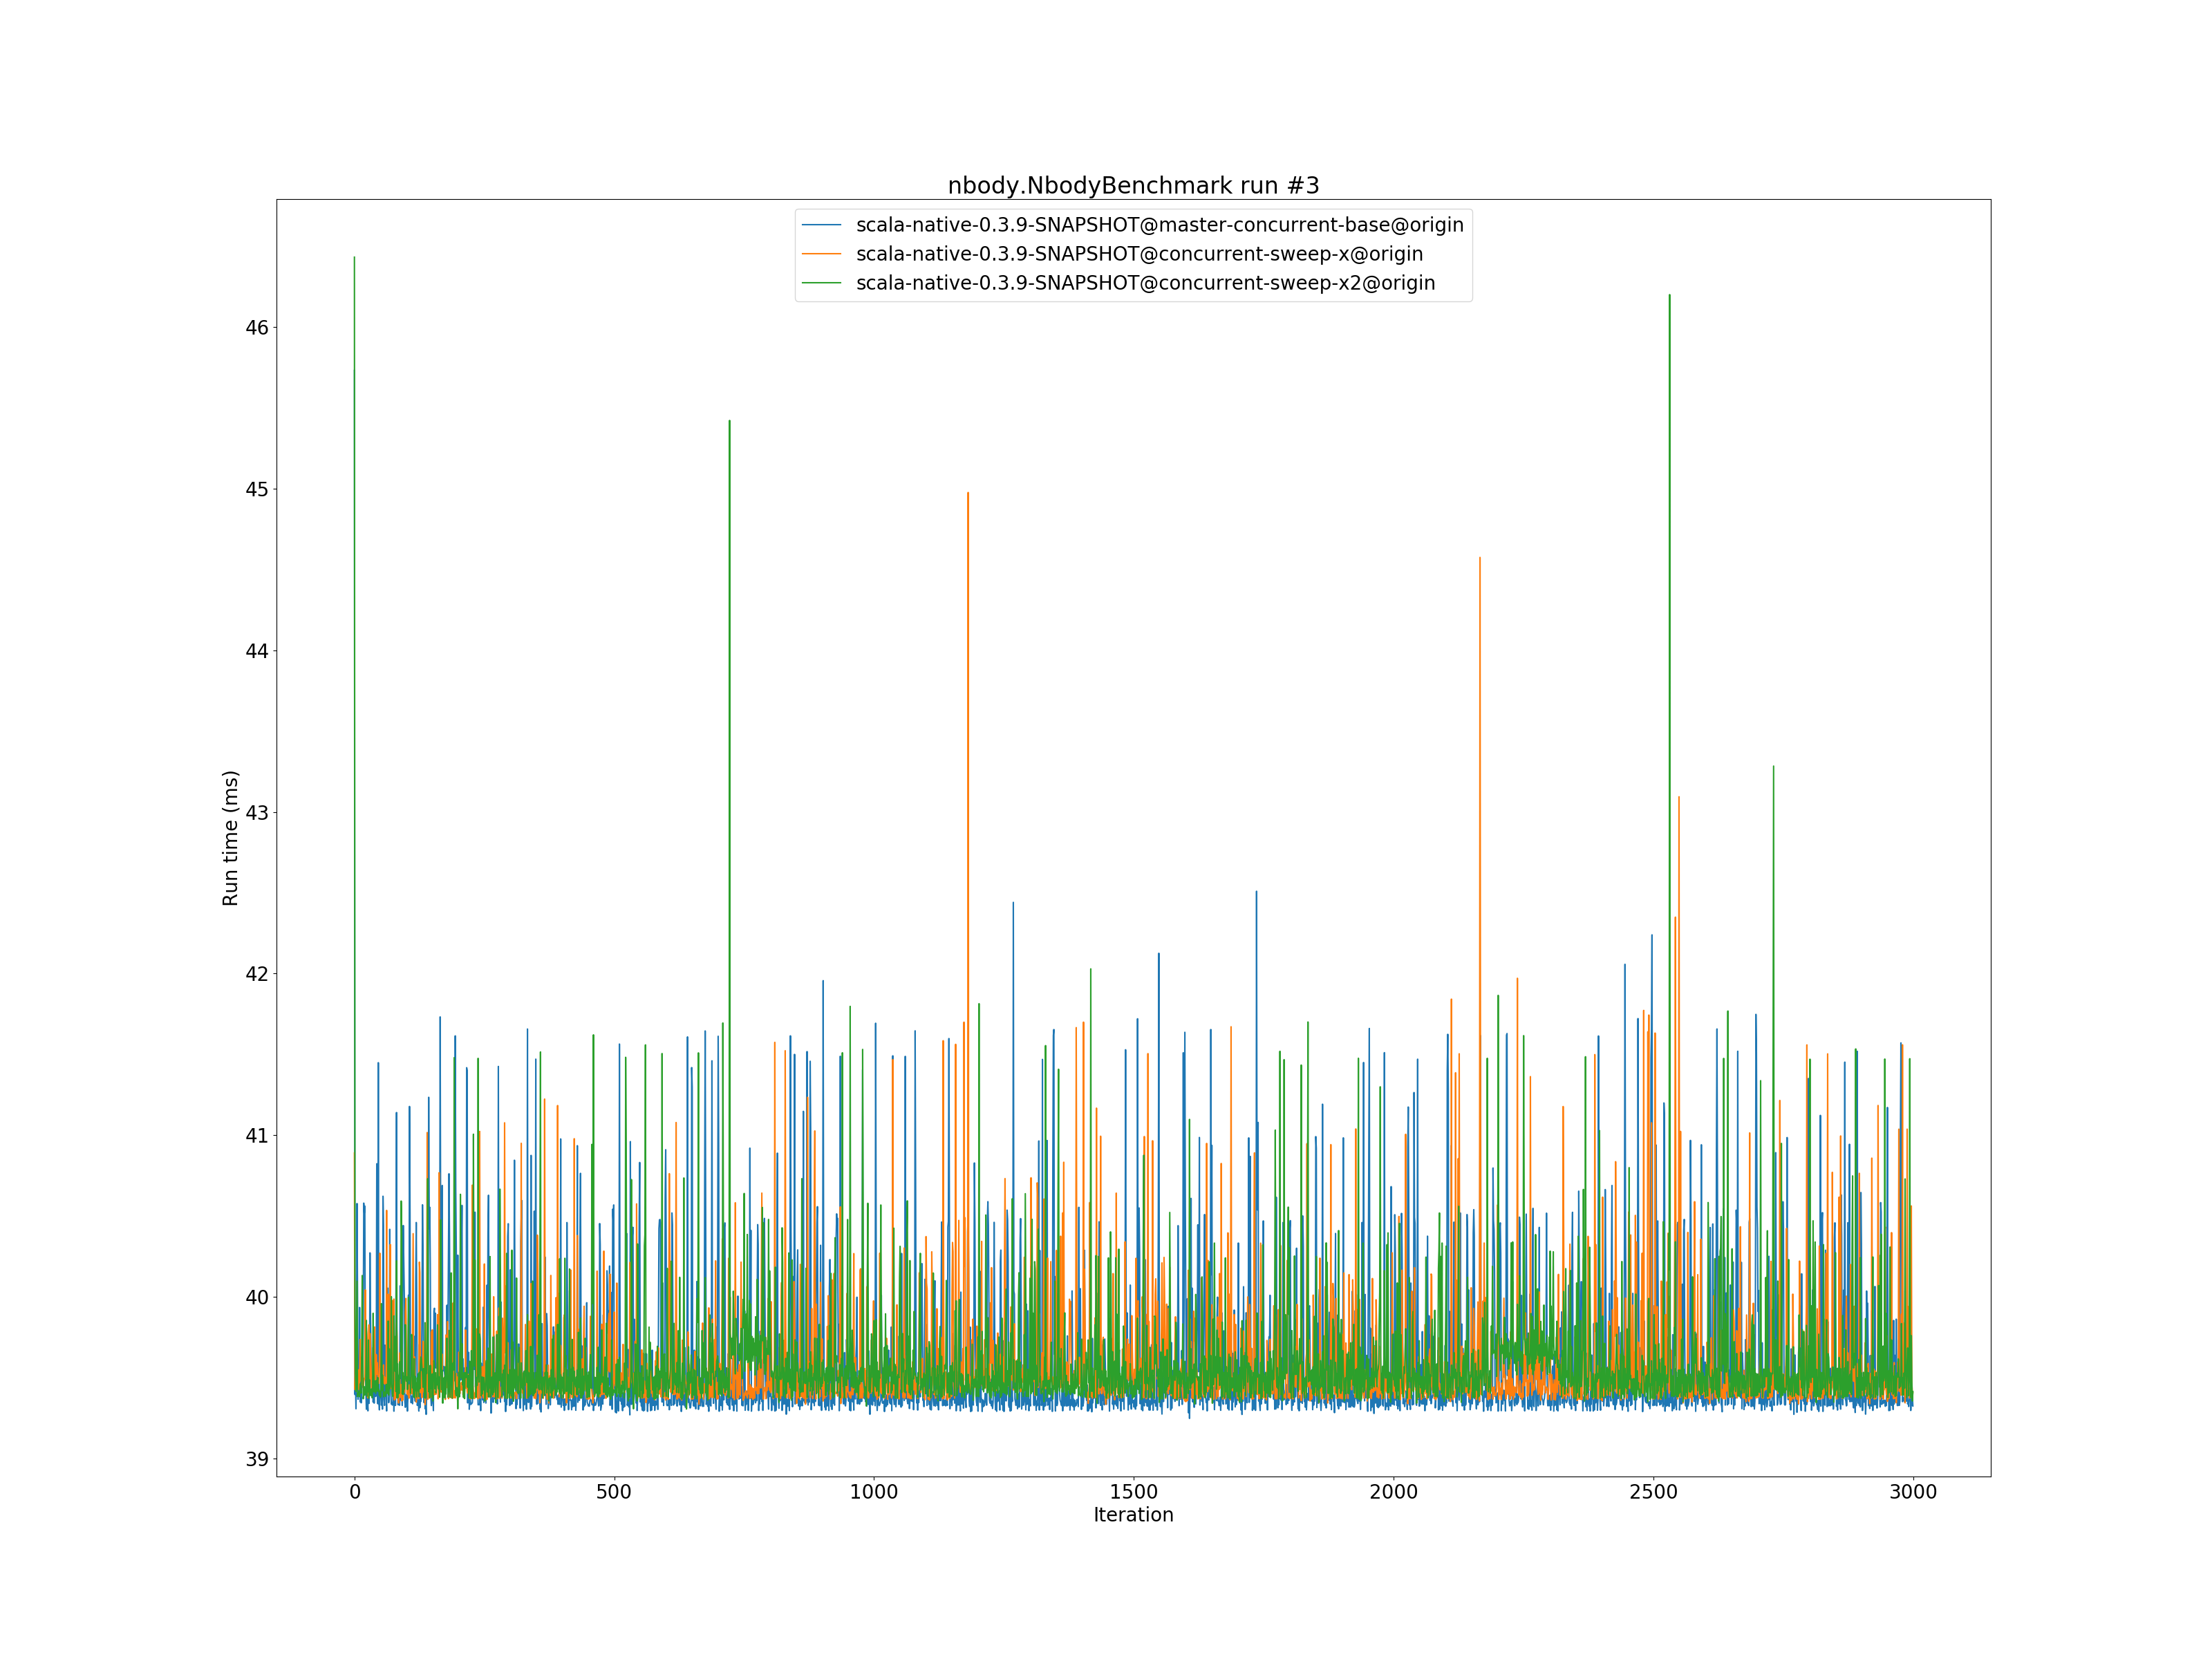 nbody.NbodyBenchmark run #3
scala-native-0.3.9-SNAPSHOT@master-concurrent-base@origin
scala-native-0.3.9-SNAPSHOT@concurrent-sweep-x@origin
scala-native-0.3.9-SNAPSHOT@concurrent-sweep-x2@origin
46
45
44
43
42
41
40
39
Run time (ms)
0 500 1000 1500 2000 2500 3000
Iteration